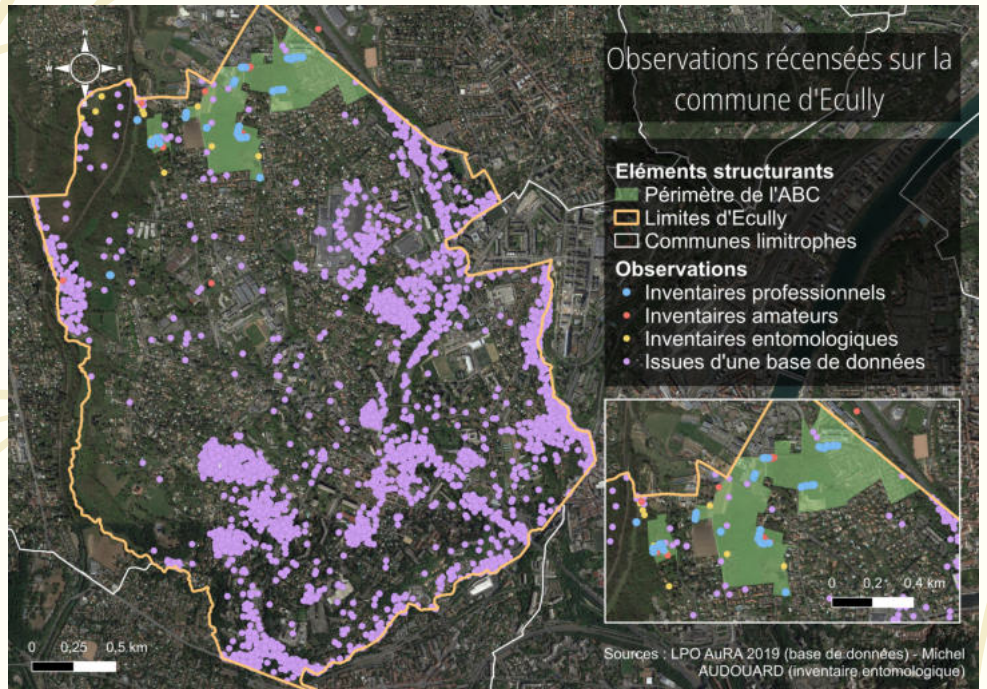 N
W
E
S
Observations récensées sur la
commune d'Ecully
Eléments structurants
Périmètre de l'ABC
Limites d'Ecully
Communes limitrophes
Observations
Inventaires professionnels
Inventaires amateurs
Inventaires entomologiques
Issues d'une base de données
0 0,2 0,4 km
0 0,25 0,5 km
Sources : LPO AuRA 2019 (base de données) - Michel
AUDOUARD (inventaire entomologique)